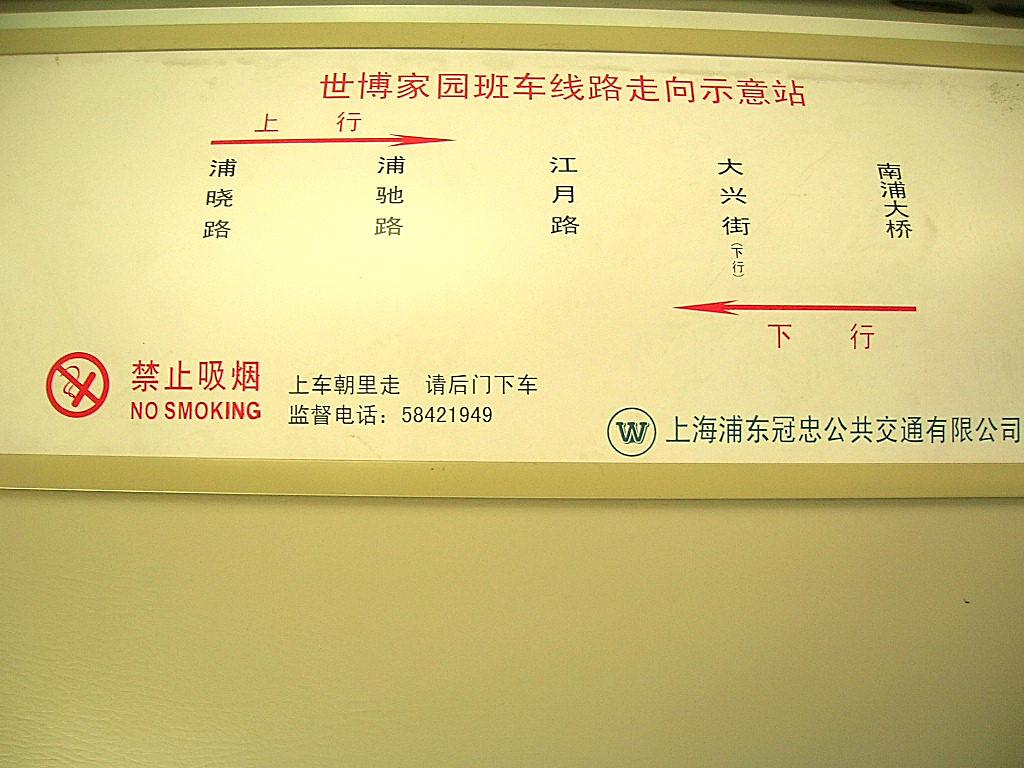 世博家园班车线路走向示意站
上 行
浦晓路
浦驰路
江月路
大兴街(下行)
南浦大桥
下 行
禁止吸烟
NO SMOKING
上车朝里走 请后门下车
监督电话：58421949
W 上海浦东冠忠公共交通有限公司